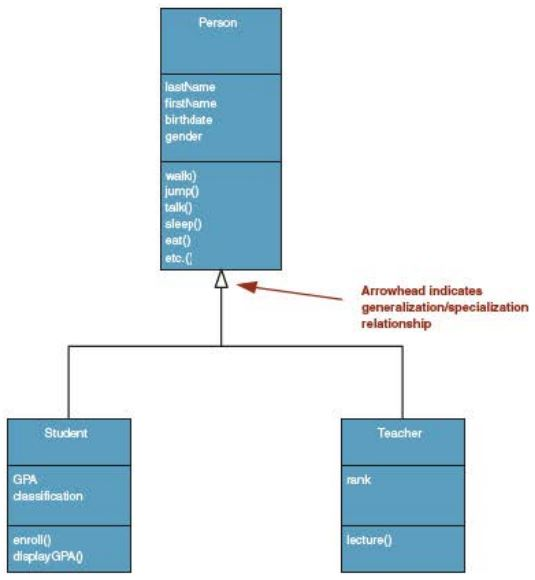 Person
lastName
firstName
birthdate
gender
walk()
jump()
talk()
sleep()
eat()
etc.()
Arrowhead indicates
generalization/specialization
relationship
Student
GPA
classification
enroll()
displayGPA()
Teacher
rank
lecture()